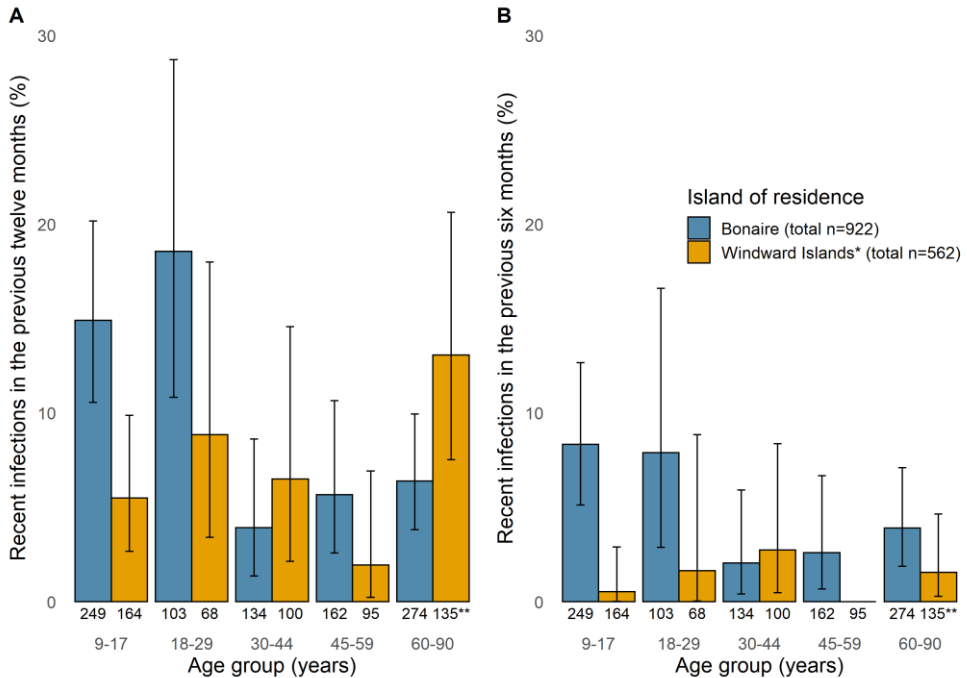 A
Recent infections in the previous twelve months (%)
30
20
10
0
249 164 103 68 134 100 162 95 274 135**
9-17 18-29 30-44 45-59 60-90
Age group (years)
B
Recent infections in the previous six months (%)
30
20
10
0
Island of residence
Bonaire (total n=922)
Windward Islands* (total n=562)
249 164 103 68 134 100 162 95 274 135**
9-17 18-29 30-44 45-59 60-90
Age group (years)